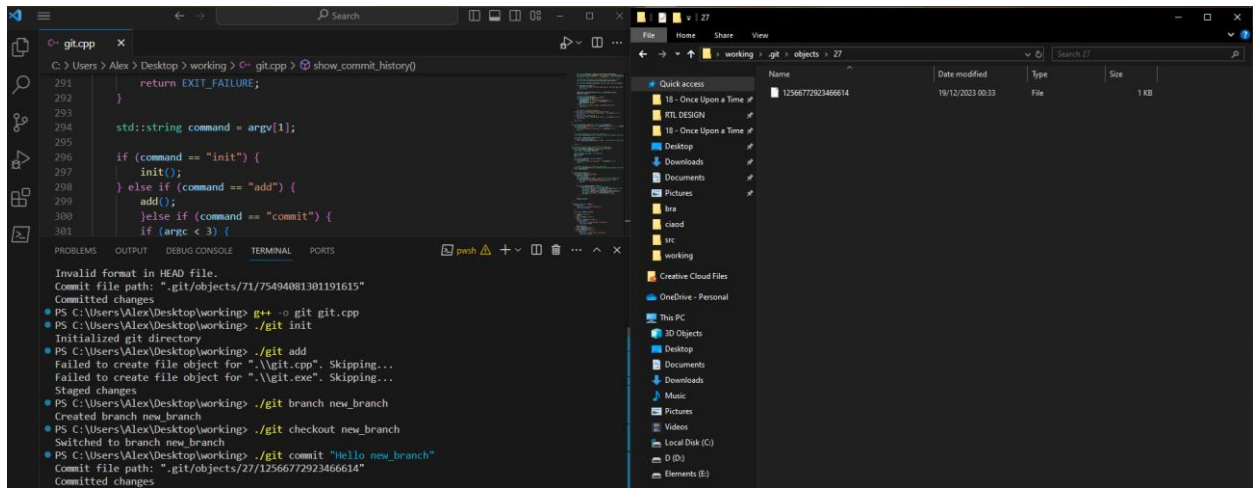 Search
git.cpp
C: > Users > Alex > Desktop > working > git.cpp > show_commit_history()
291 return EXIT_FAILURE;
292 }
293
294 std::string command = argv[1];
295
296 if (command == "init") {
297 init();
298 } else if (command == "add") {
299 add();
300 }else if (command == "commit") {
301 if (argc < 3) {
PROBLEMS OUTPUT DEBUG CONSOLE TERMINAL PORTS pwsh
Invalid format in HEAD file.
Commit file path: ".git/objects/71/75494081301191615"
Committed changes
PS C:\Users\Alex\Desktop\working> g++ -o git git.cpp
PS C:\Users\Alex\Desktop\working> ./git init
Initialized git directory
PS C:\Users\Alex\Desktop\working> ./git add
Failed to create file object for ".\\git.cpp". Skipping...
Failed to create file object for ".\\git.exe". Skipping...
Staged changes
PS C:\Users\Alex\Desktop\working> ./git branch new_branch
Created branch new_branch
PS C:\Users\Alex\Desktop\working> ./git checkout new_branch
Switched to branch new_branch
PS C:\Users\Alex\Desktop\working> ./git commit "Hello new_branch"
Commit file path: ".git/objects/27/12566772923466614"
Committed changes
27
File Home Share View
working > .git > objects > 27
Search 27
Name Date modified Type Size
12566772923466614 19/12/2023 00:33 File 1 KB
Quick access
18 - Once Upon a Time
RTL DESIGN
18 - Once Upon a Time
Desktop
Downloads
Documents
Pictures
bra
ciaod
src
working
Creative Cloud Files
OneDrive - Personal
This PC
3D Objects
Desktop
Documents
Downloads
Music
Pictures
Videos
Local Disk (C:)
D (D:)
Elements (E:)